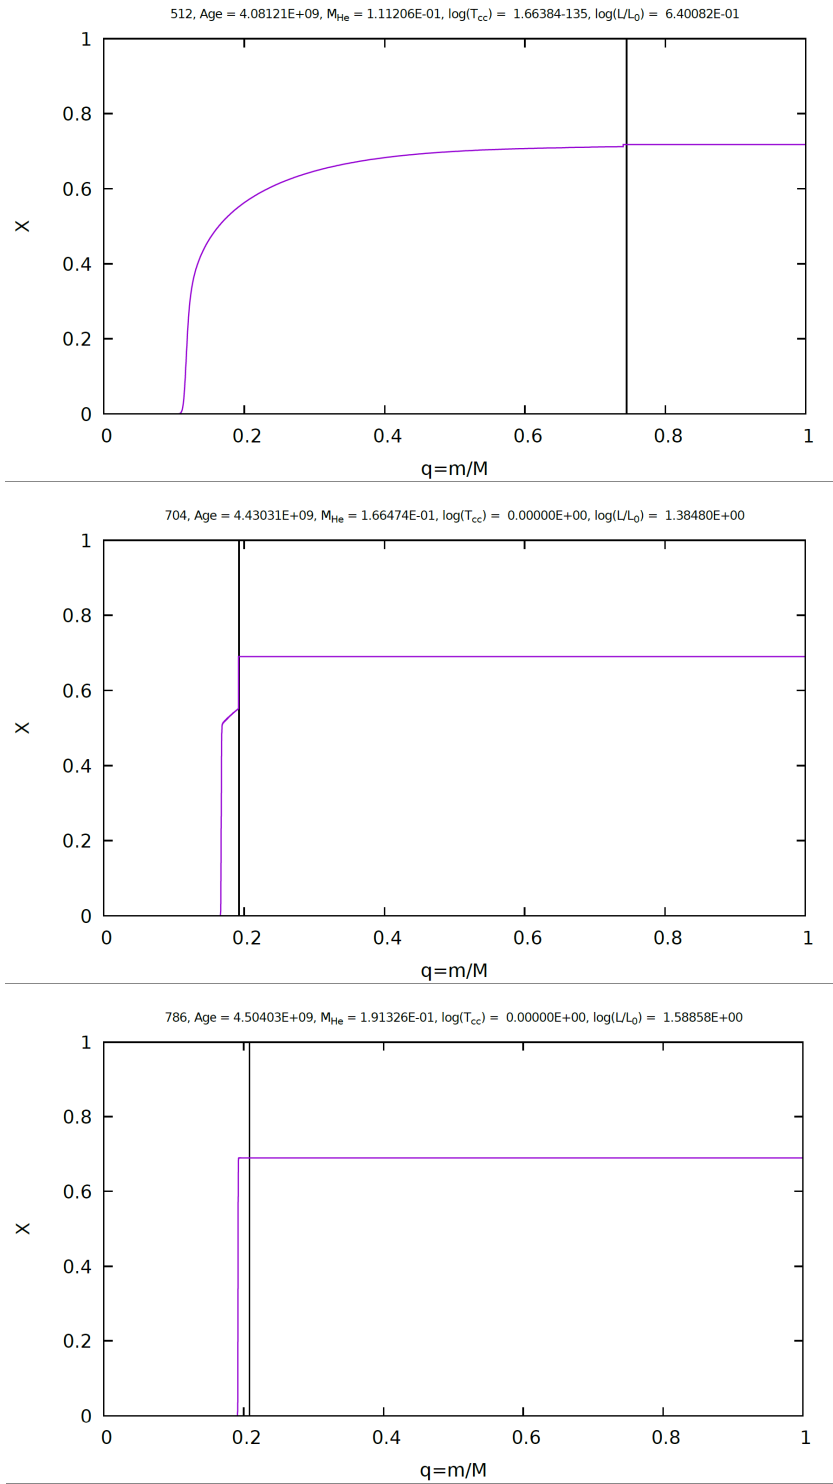 512, Age = 4.08121E+09, M_He = 1.11206E-01, log(T_cc) = 1.66384-135, log(L/L_0) = 6.40082E-01
1
0.8
0.6
X
0.4
0.2
0
0 0.2 0.4 0.6 0.8 1
q=m/M
704, Age = 4.43031E+09, M_He = 1.66474E-01, log(T_cc) = 0.00000E+00, log(L/L_0) = 1.38480E+00
1
0.8
0.6
X
0.4
0.2
0
0 0.2 0.4 0.6 0.8 1
q=m/M
786, Age = 4.50403E+09, M_He = 1.91326E-01, log(T_cc) = 0.00000E+00, log(L/L_0) = 1.58858E+00
1
0.8
0.6
X
0.4
0.2
0
0 0.2 0.4 0.6 0.8 1
q=m/M